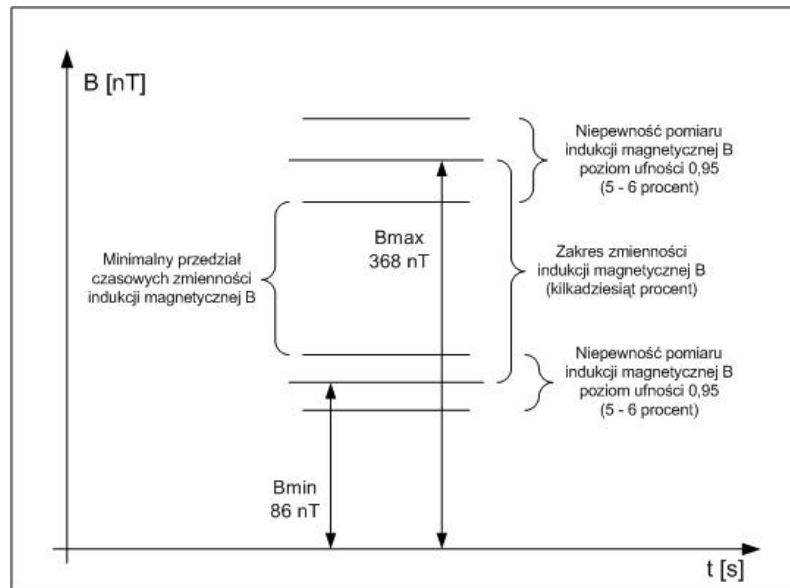 B [nT]
Niepewność pomiaru
indukcji magnetycznej B
poziom ufności 0,95
(5 - 6 procent)
Minimalny przedział
czasowych zmienności
indukcji magnetycznej B
Bmax
368 nT
Zakres zmienności
indukcji magnetycznej B
(kilkadziesiąt procent)
Niepewność pomiaru
indukcji magnetycznej B
poziom ufności 0,95
(5 - 6 procent)
Bmin
86 nT
t [s]